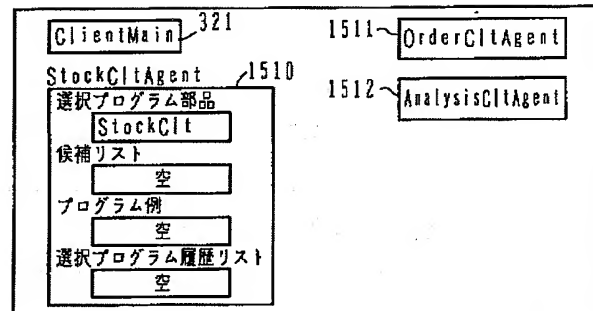 ClientMain 321
StockCltAgent 1510
選択プログラム部品
StockClt
候補リスト
空
プログラム例
空
選択プログラム履歴リスト
空
1511 OrderCltAgent
1512 AnalysisCltAgent